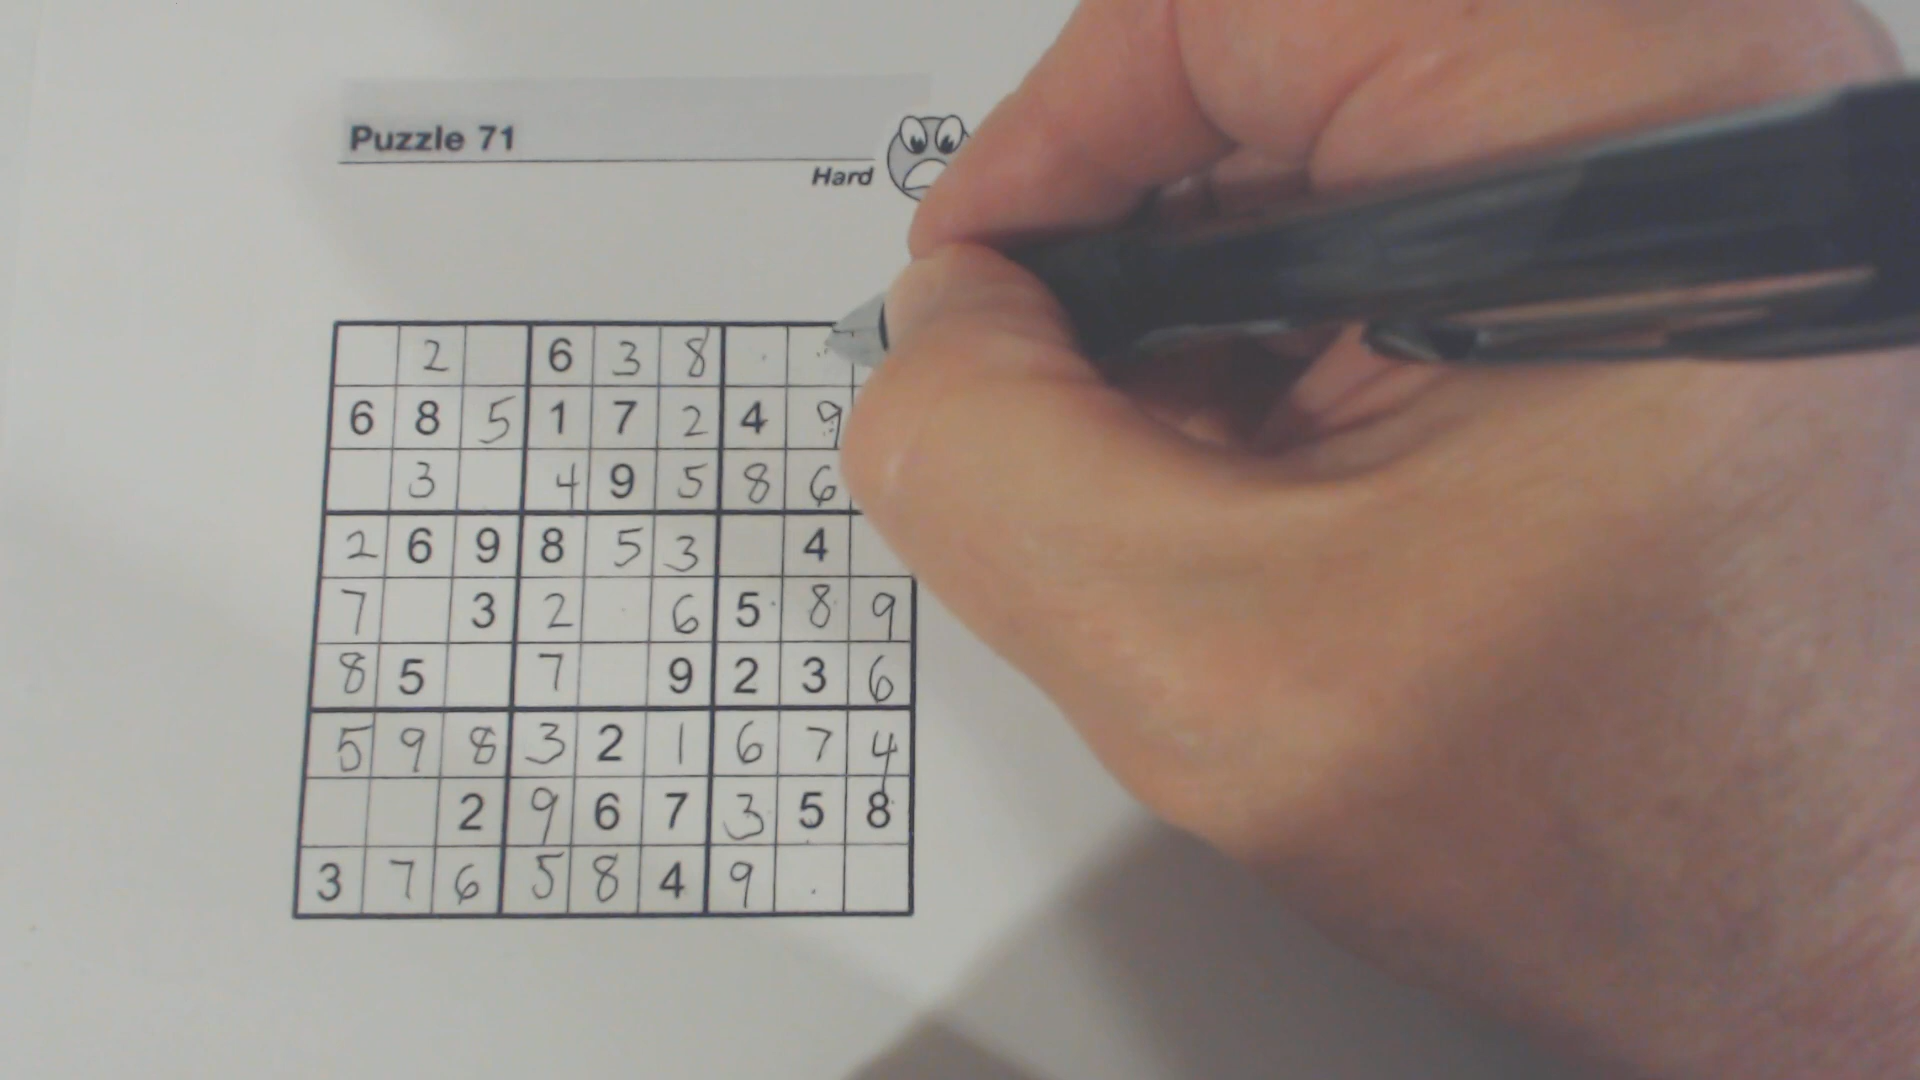 Puzzle 71
Hard
2 6 3 8
6 8 5 1 7 2 4 9
3 4 9 5 8 6
2 6 9 8 5 3 4
7 3 2 6 5 8 9
8 5 7 9 2 3 6
5 9 8 3 2 1 6 7 4
2 9 6 7 3 5 8
3 7 6 5 8 4 9